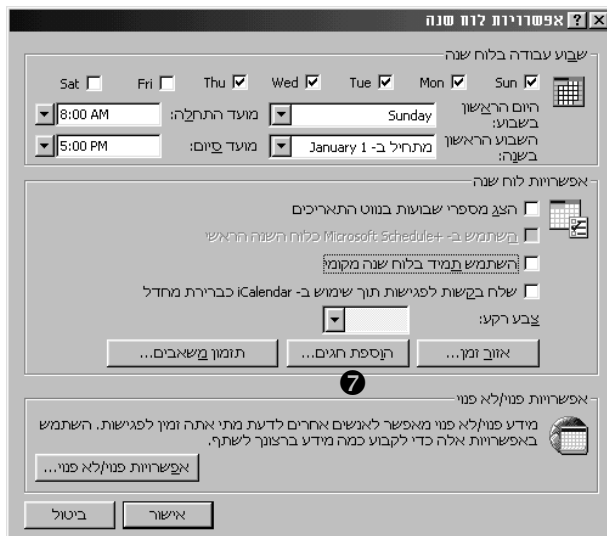 אפשרויות לוח שנה
שבוע עבודה בלוח שנה
Sun Mon Tue Wed Thu Fri Sat
היום הראשון בשבוע: Sunday מועד התחלה: 8:00 AM
השבוע הראשון בשנה: מתחיל ב- January 1 מועד סיום: 5:00 PM
אפשרויות לוח שנה
הצג מספרי שבועות בנווט התאריכים
השתמש ב- Microsoft Schedule+ כלוח השנה הראשי
השתמש תמיד בלוח שנה מקומי
שלח בקשות לפגישות תוך שימוש ב- iCalendar כברירת מחדל
צבע רקע:
אזור זמן... הוספת חגים... תזמון משאבים...
7
אפשרויות פנוי/לא פנוי
מידע פנוי/לא פנוי מאפשר לאנשים אחרים לדעת מתי אתה זמין לפגישות. השתמש
באפשרויות אלה כדי לקבוע כמה מידע ברצונך לשתף.
אפשרויות פנוי/לא פנוי...
אישור ביטול